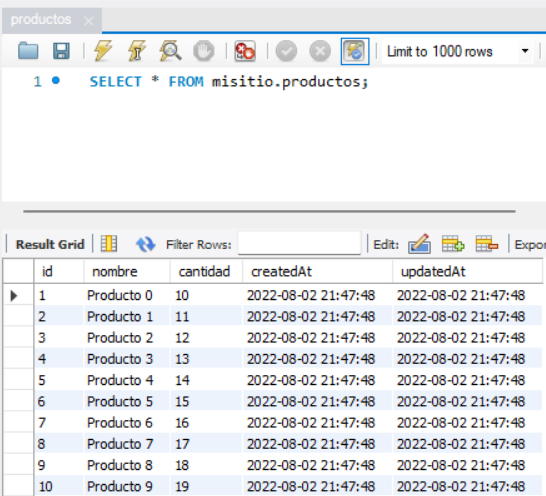 productos
Limit to 1000 rows
1 SELECT * FROM misitio.productos;
Result Grid Filter Rows: Edit: Expor
id nombre cantidad createdAt updatedAt
1 Producto 0 10 2022-08-02 21:47:48 2022-08-02 21:47:48
2 Producto 1 11 2022-08-02 21:47:48 2022-08-02 21:47:48
3 Producto 2 12 2022-08-02 21:47:48 2022-08-02 21:47:48
4 Producto 3 13 2022-08-02 21:47:48 2022-08-02 21:47:48
5 Producto 4 14 2022-08-02 21:47:48 2022-08-02 21:47:48
6 Producto 5 15 2022-08-02 21:47:48 2022-08-02 21:47:48
7 Producto 6 16 2022-08-02 21:47:48 2022-08-02 21:47:48
8 Producto 7 17 2022-08-02 21:47:48 2022-08-02 21:47:48
9 Producto 8 18 2022-08-02 21:47:48 2022-08-02 21:47:48
10 Producto 9 19 2022-08-02 21:47:48 2022-08-02 21:47:48